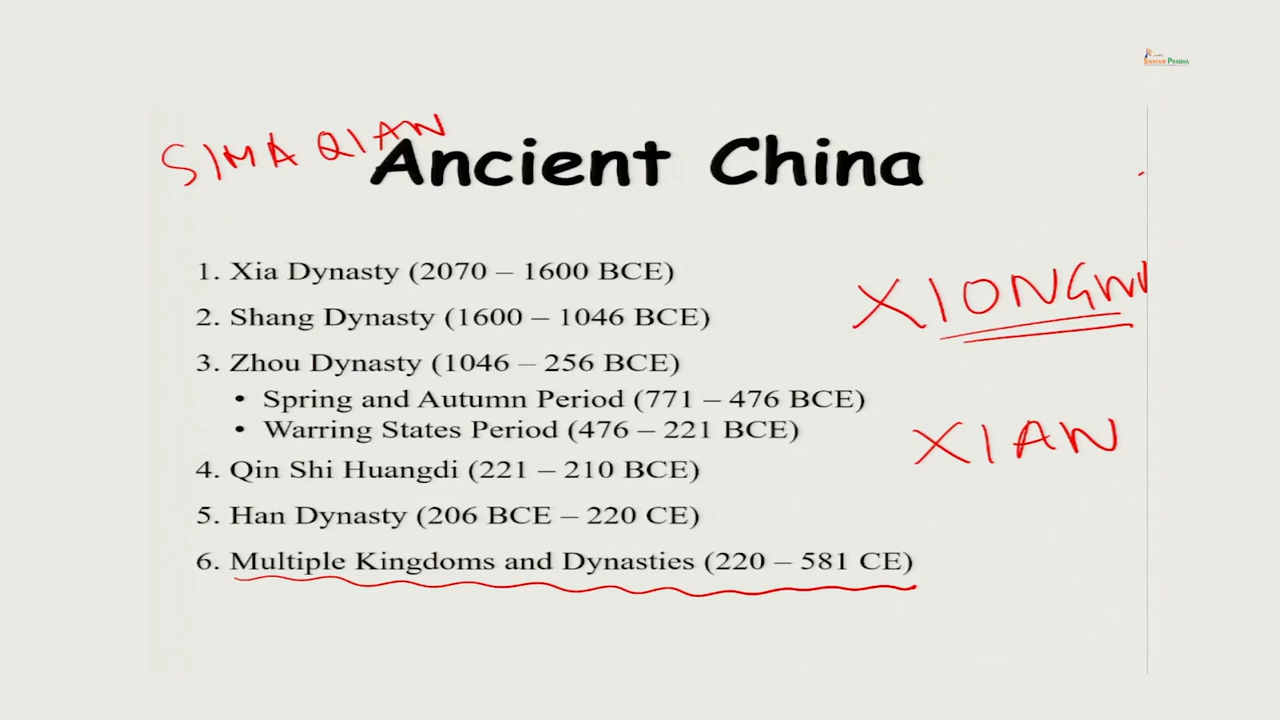 SWAYAM PRABHA
SIMA QIAN
Ancient China
1. Xia Dynasty (2070 – 1600 BCE)
2. Shang Dynasty (1600 – 1046 BCE)
XIONGNU
3. Zhou Dynasty (1046 – 256 BCE)
• Spring and Autumn Period (771 – 476 BCE)
• Warring States Period (476 – 221 BCE)
XIAN
4. Qin Shi Huangdi (221 – 210 BCE)
5. Han Dynasty (206 BCE – 220 CE)
6. Multiple Kingdoms and Dynasties (220 – 581 CE)